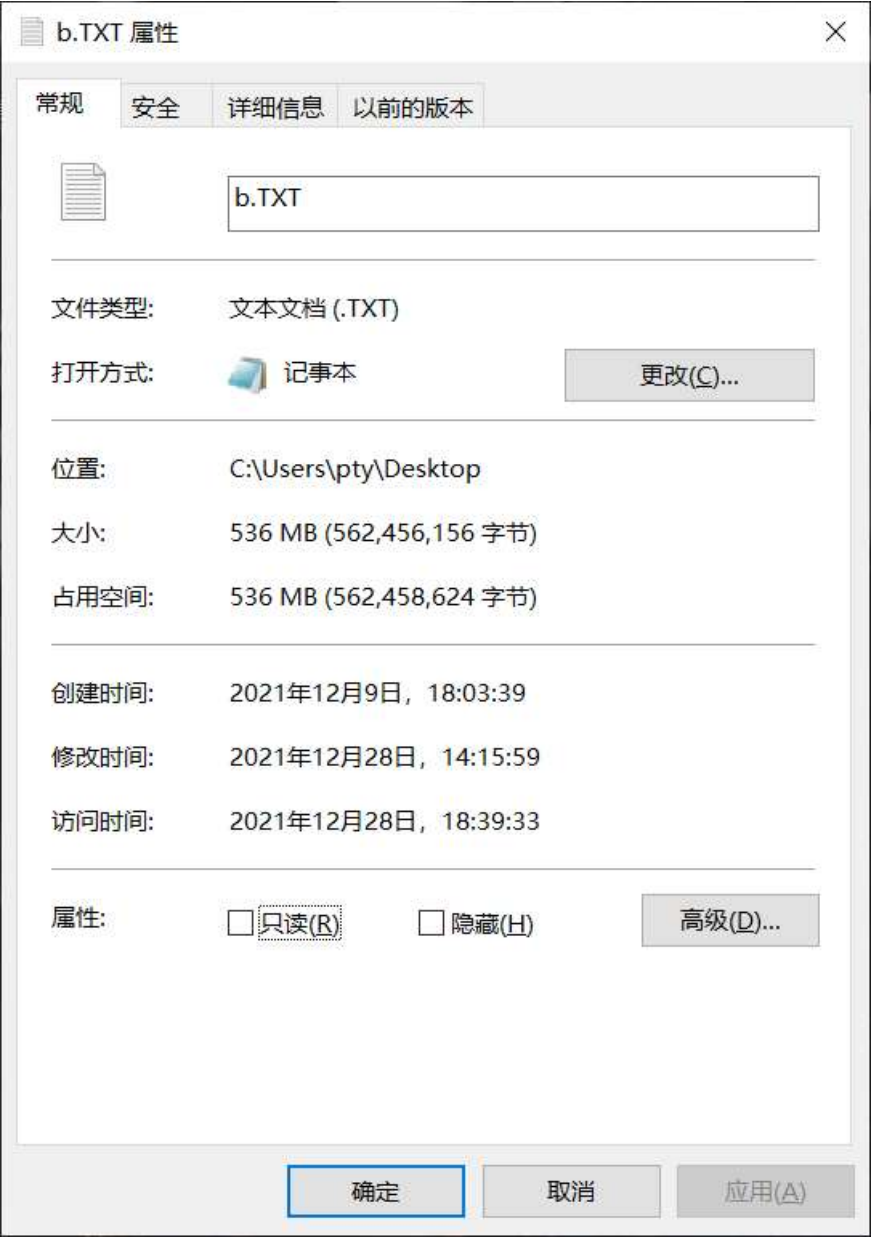 b.TXT 属性
常规 安全 详细信息 以前的版本
b.TXT
文件类型: 文本文档 (.TXT)
打开方式: 记事本 更改(C)...
位置: C:\Users\pty\Desktop
大小: 536 MB (562,456,156 字节)
占用空间: 536 MB (562,458,624 字节)
创建时间: 2021年12月9日，18:03:39
修改时间: 2021年12月28日，14:15:59
访问时间: 2021年12月28日，18:39:33
属性: 只读(R) 隐藏(H) 高级(D)...
确定 取消 应用(A)